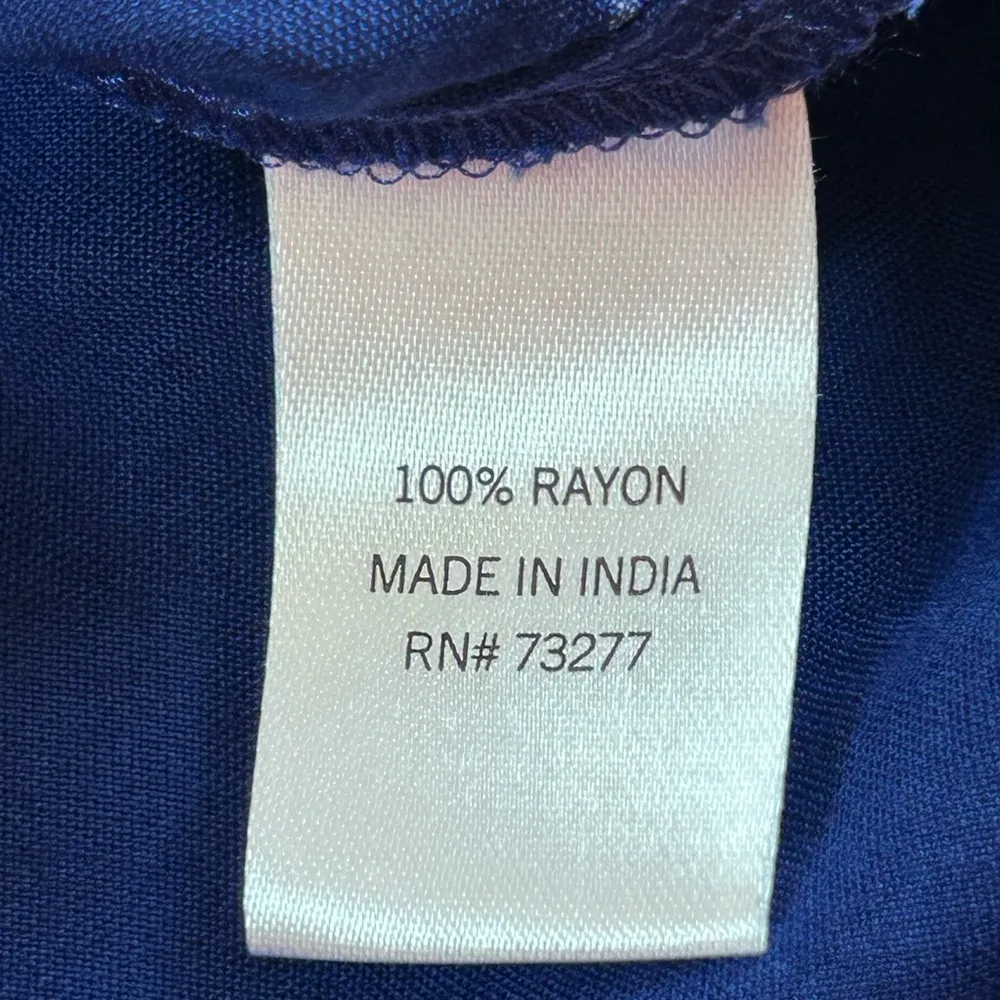 100% RAYON
MADE IN INDIA
RN# 73277